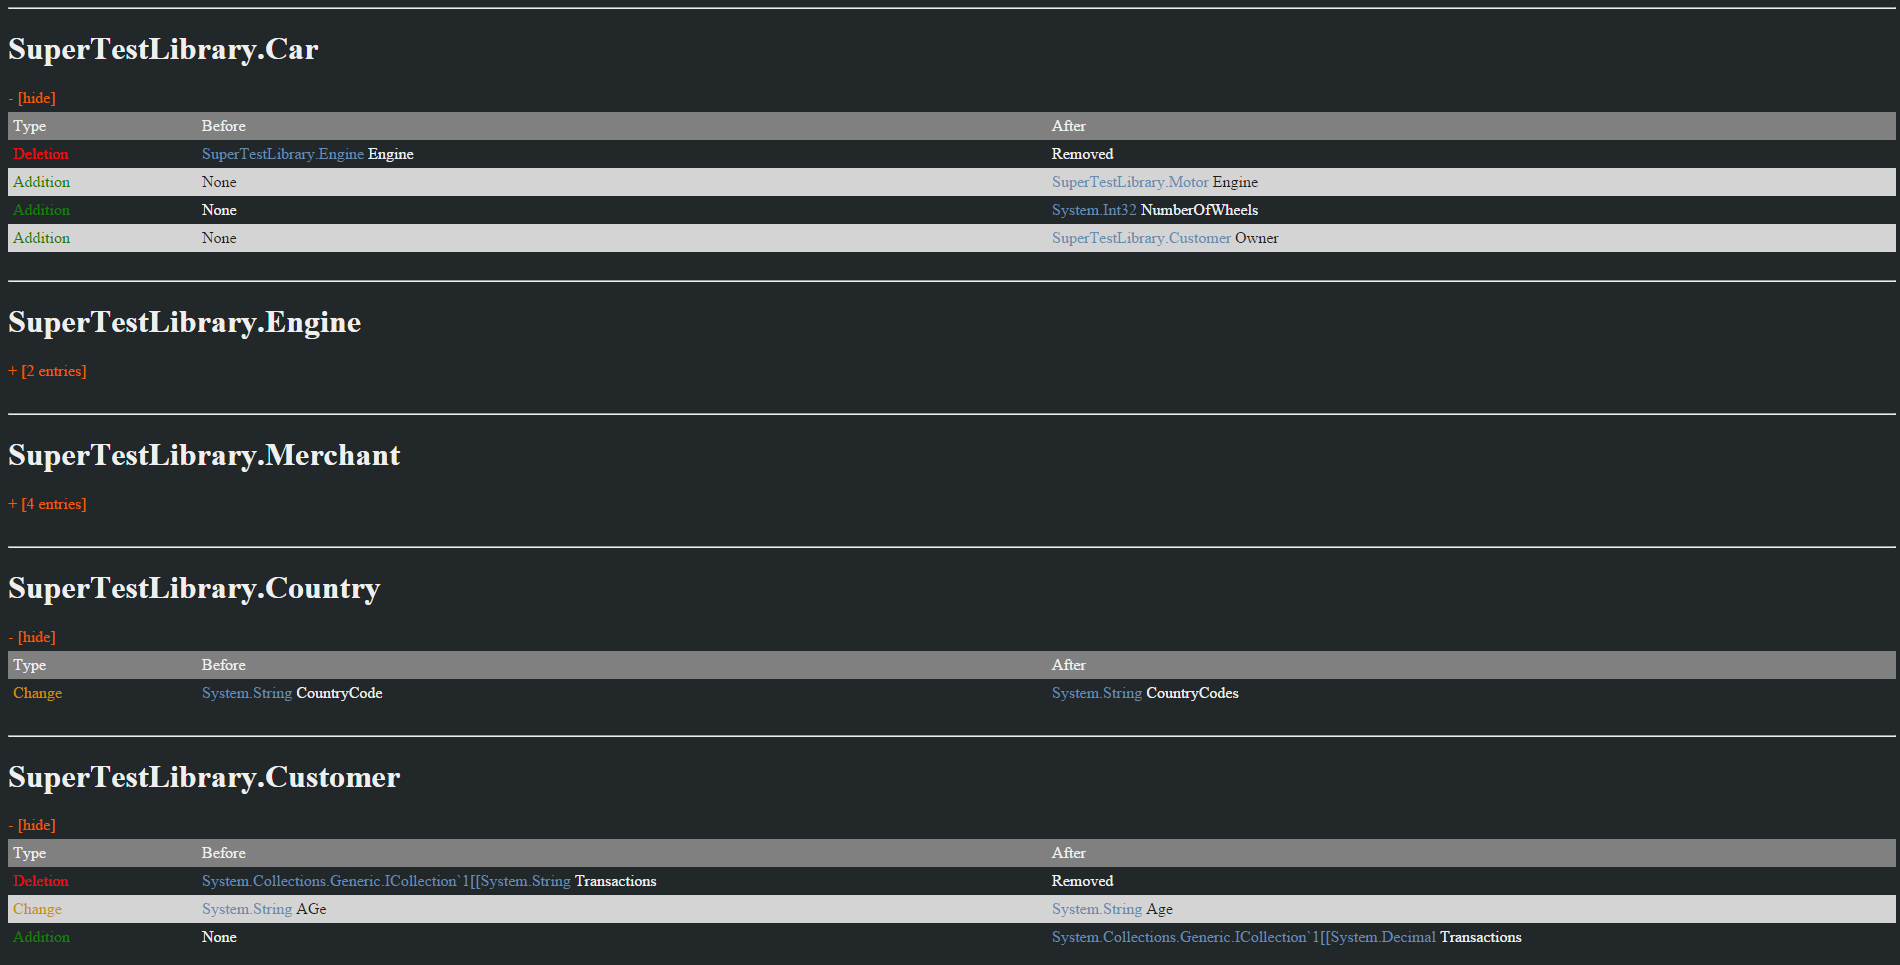 SuperTestLibrary.Car
- [hide]
Type Before After
Deletion SuperTestLibrary.Engine Engine Removed
Addition None SuperTestLibrary.Motor Engine
Addition None System.Int32 NumberOfWheels
Addition None SuperTestLibrary.Customer Owner
SuperTestLibrary.Engine
+ [2 entries]
SuperTestLibrary.Merchant
+ [4 entries]
SuperTestLibrary.Country
- [hide]
Type Before After
Change System.String CountryCode System.String CountryCodes
SuperTestLibrary.Customer
- [hide]
Type Before After
Deletion System.Collections.Generic.ICollection`1[[System.String Transactions Removed
Change System.String AGe System.String Age
Addition None System.Collections.Generic.ICollection`1[[System.Decimal Transactions